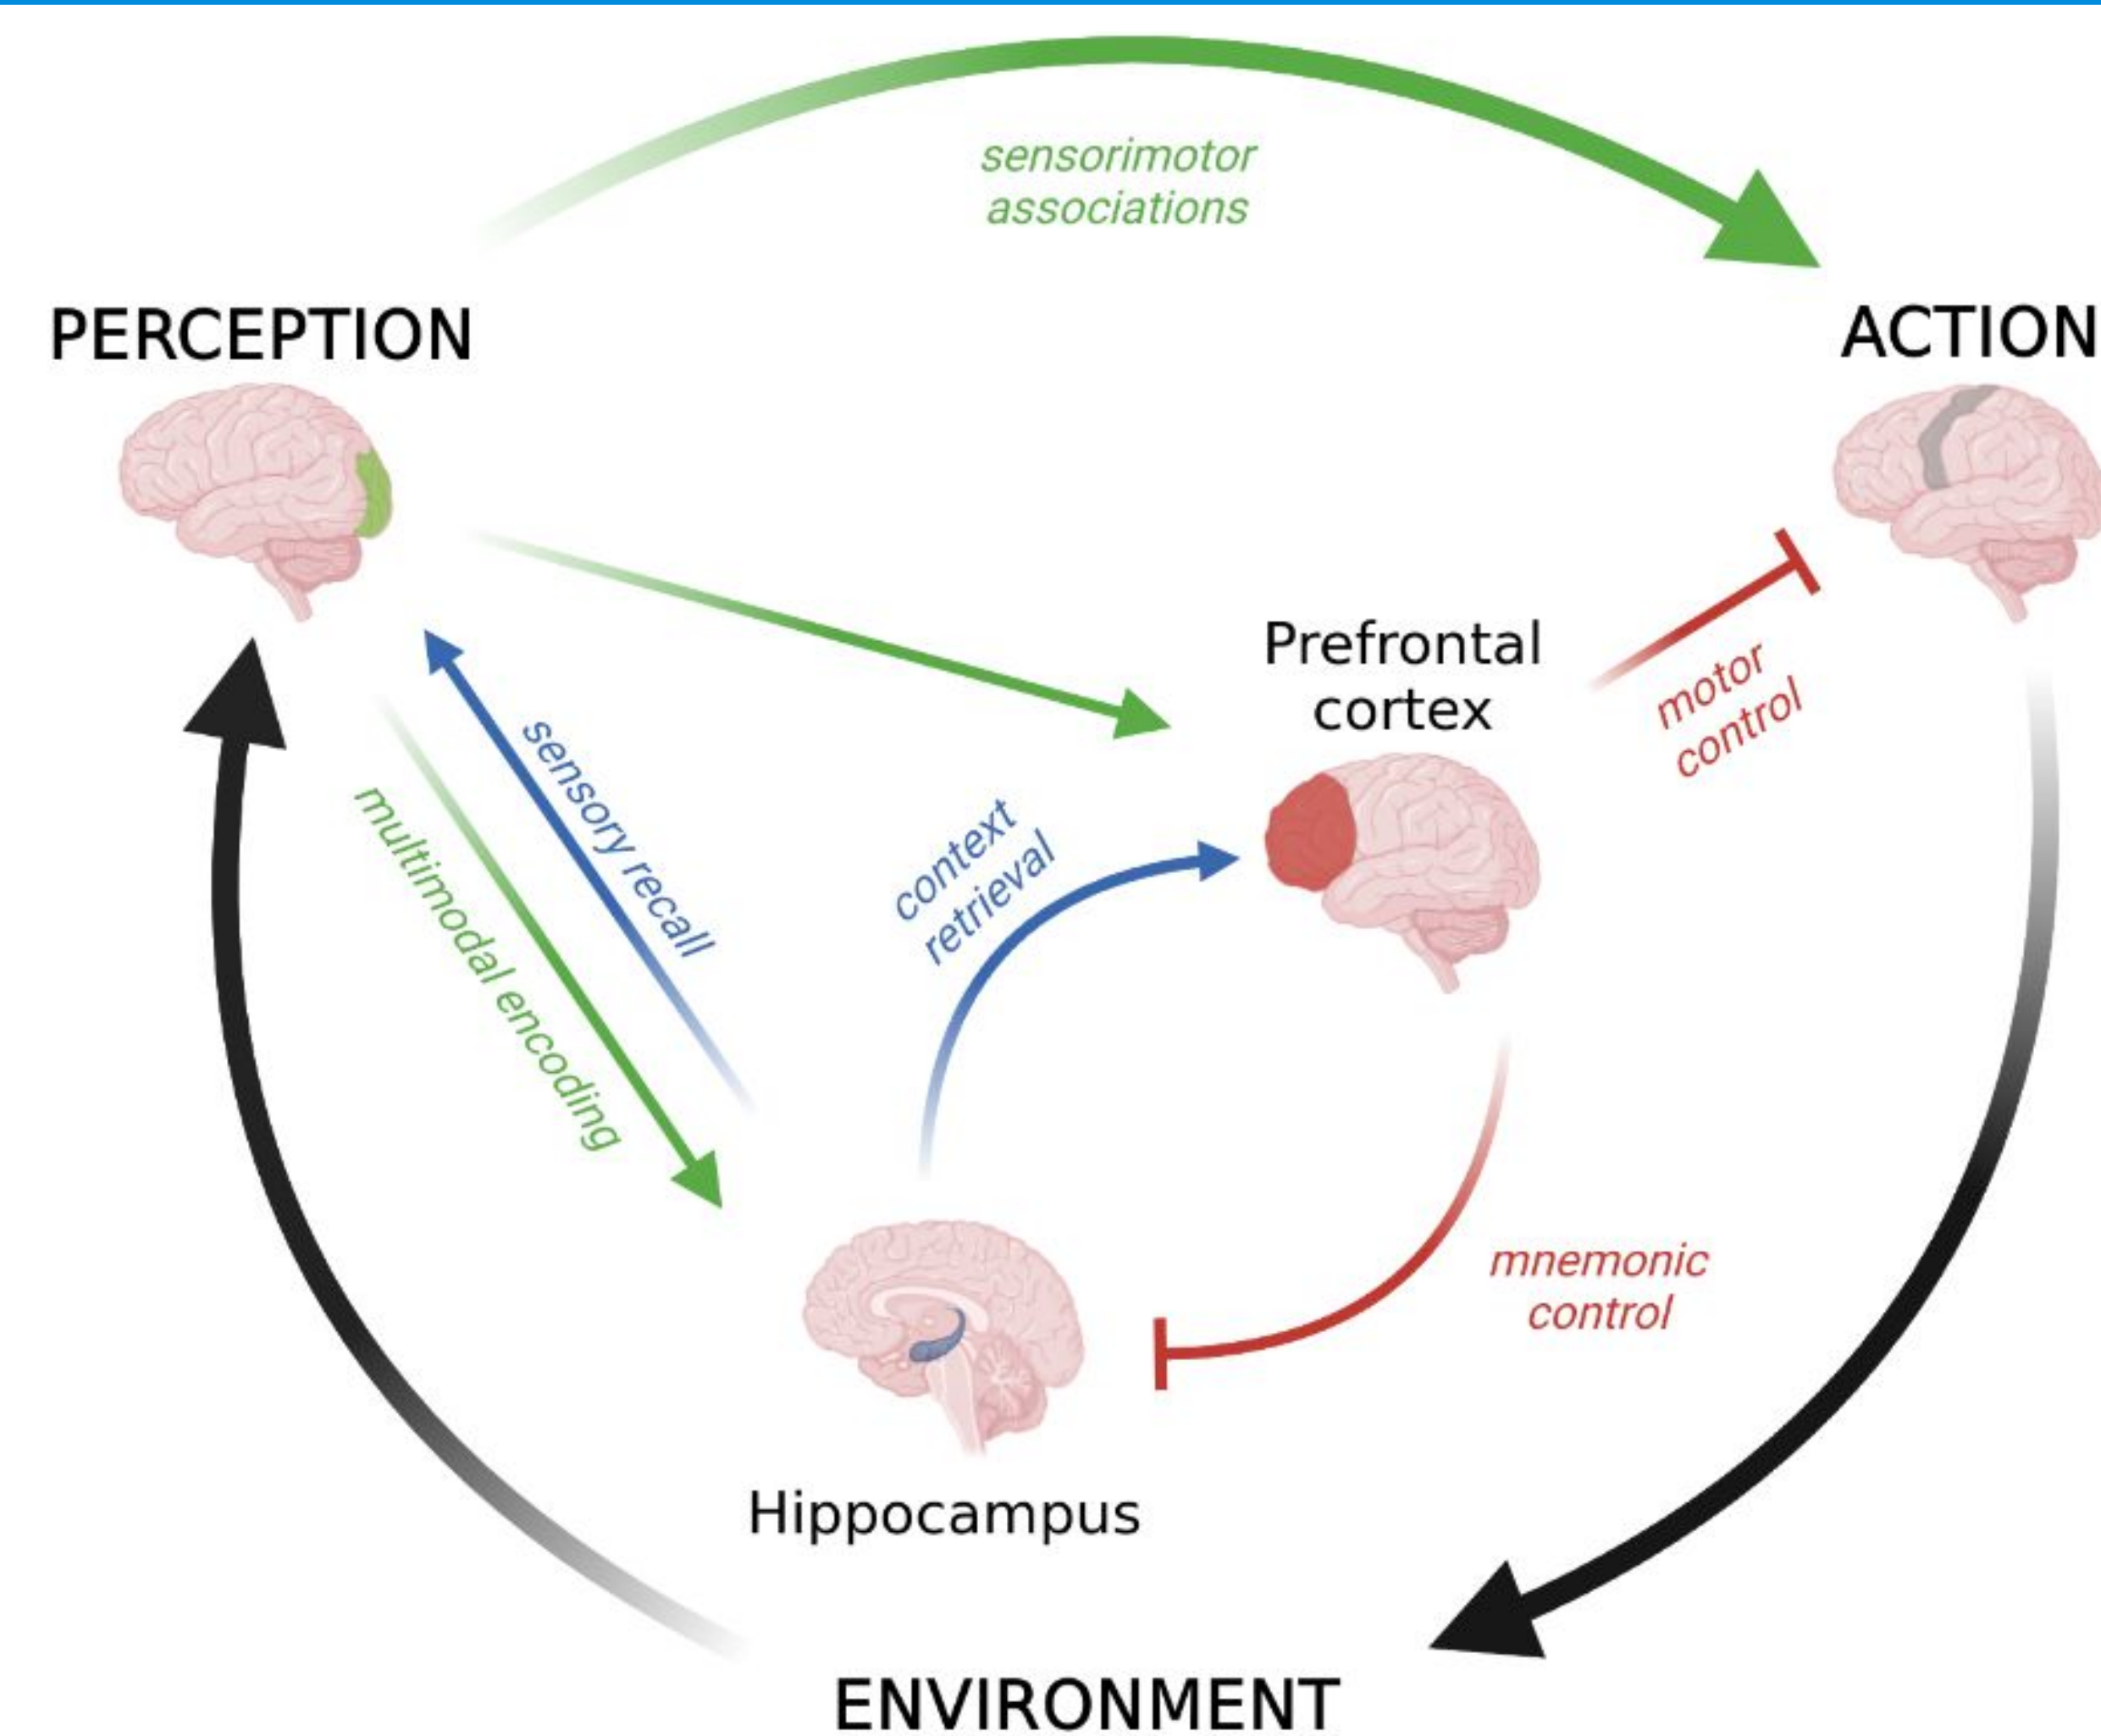 sensorimotor
associations
PERCEPTION
ACTION
Prefrontal
cortex
motor
control
sensory recall
multimodal encoding
context
retrieval
mnemonic
control
Hippocampus
ENVIRONMENT